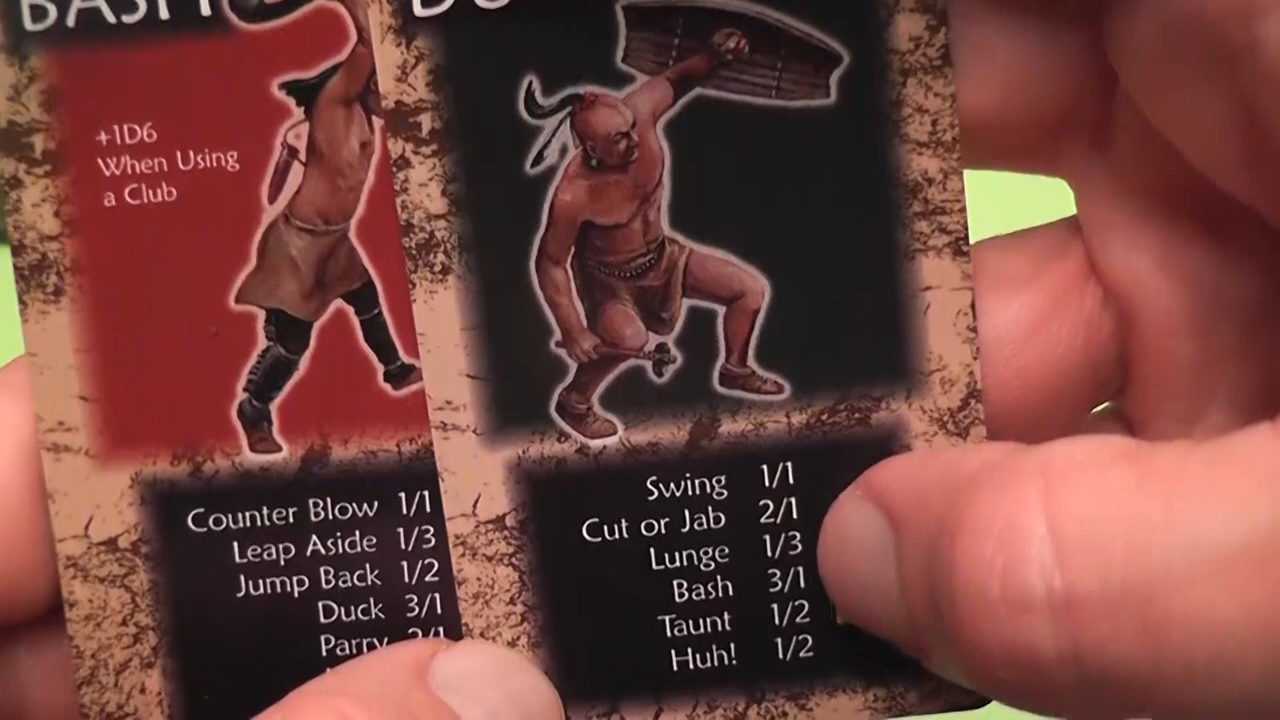 BASH
+1D6
When Using
a Club
Counter Blow 1/1
Leap Aside 1/3
Jump Back 1/2
Duck 3/1
Parry
Swing 1/1
Cut or Jab 2/1
Lunge 1/3
Bash 3/1
Taunt 1/2
Huh! 1/2